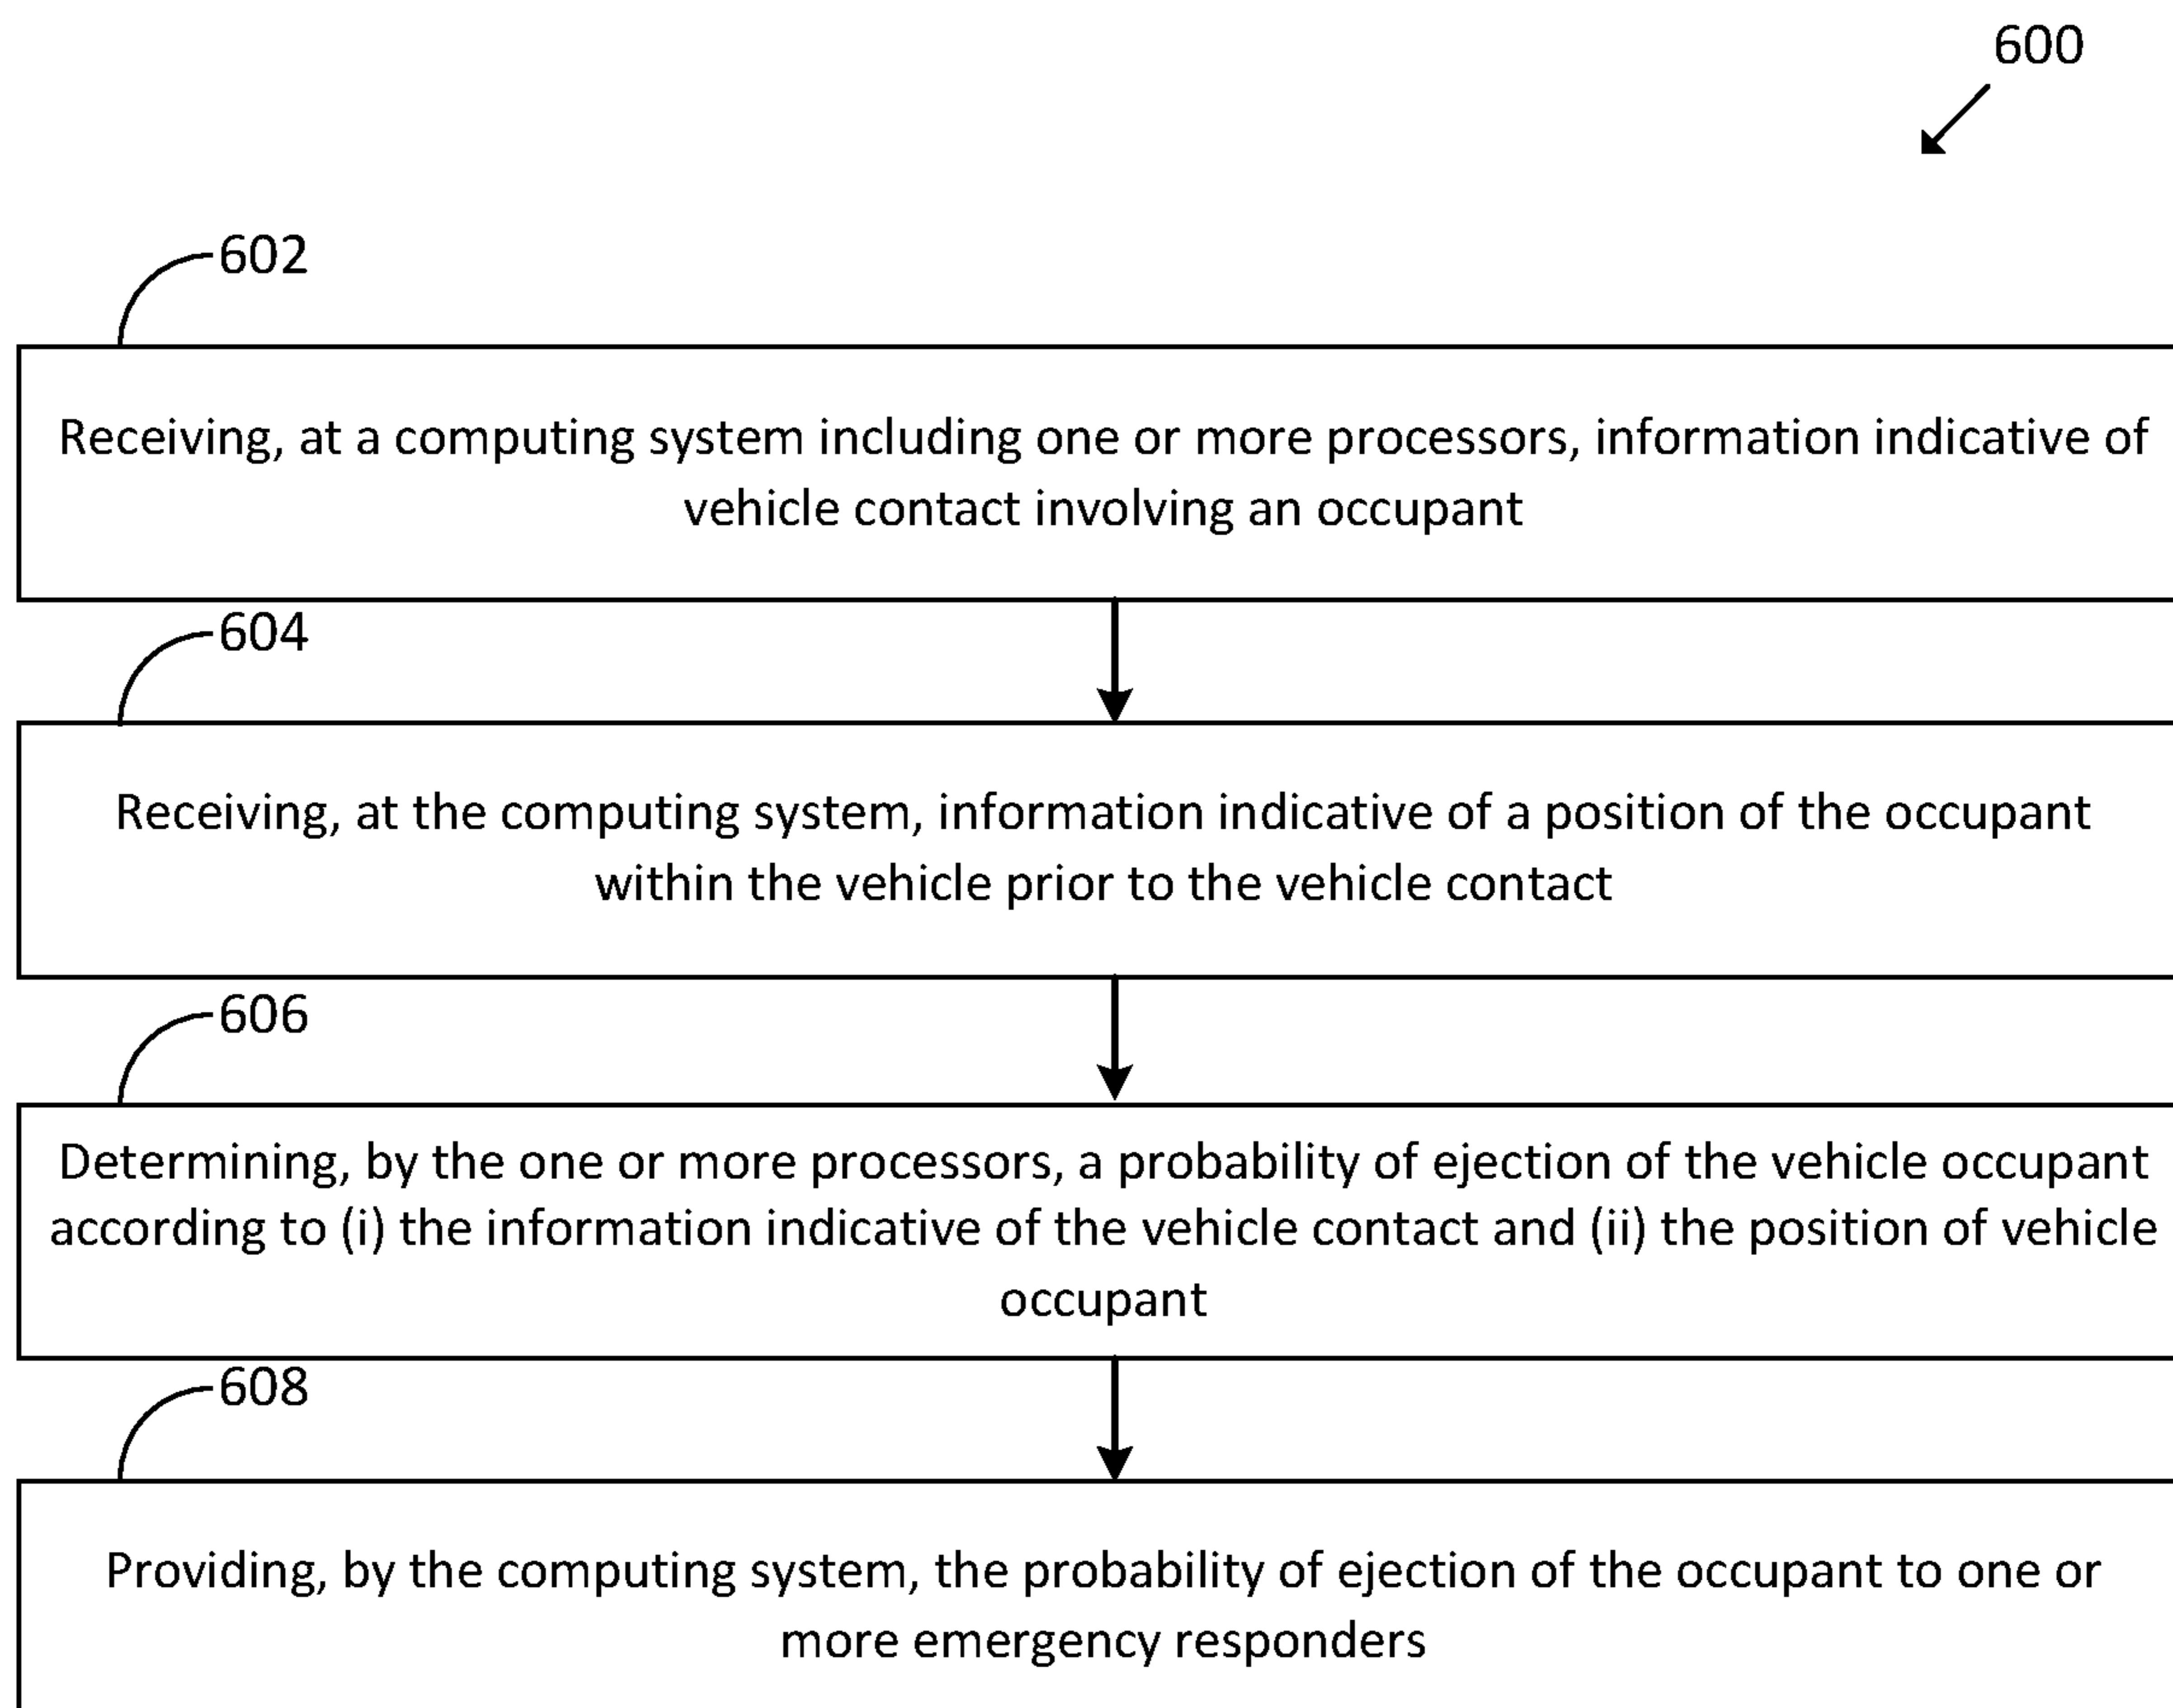 600
602
Receiving, at a computing system including one or more processors, information indicative of
vehicle contact involving an occupant
604
Receiving, at the computing system, information indicative of a position of the occupant
within the vehicle prior to the vehicle contact
606
Determining, by the one or more processors, a probability of ejection of the vehicle occupant
according to (i) the information indicative of the vehicle contact and (ii) the position of vehicle
occupant
608
Providing, by the computing system, the probability of ejection of the occupant to one or
more emergency responders